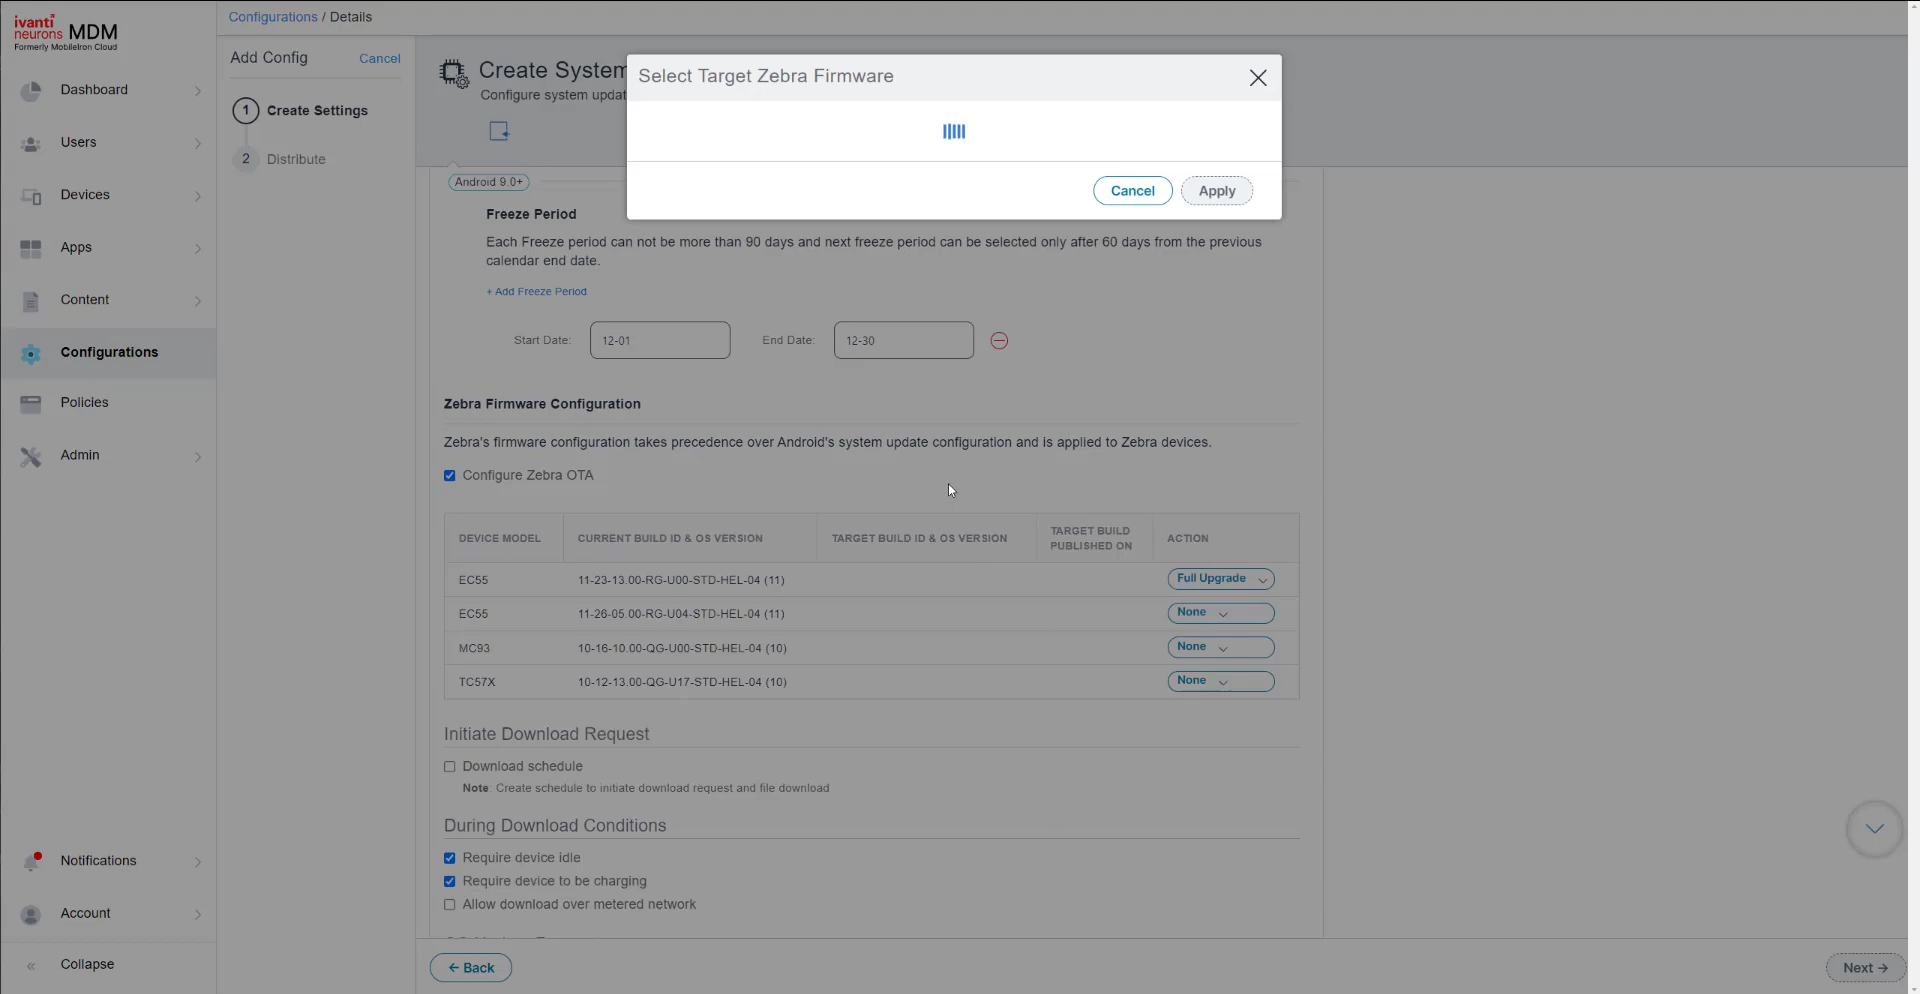 ivanti
neurons MDM
Formerly MobileIron Cloud
Dashboard
Users
Devices
Apps
Content
Configurations
Policies
Admin
Notifications
Account
« Collapse
Configurations / Details
Add Config Cancel
1 Create Settings
2 Distribute
Create System
Configure system updat
Select Target Zebra Firmware
Cancel Apply
Android 9.0+
Freeze Period
Each Freeze period can not be more than 90 days and next freeze period can be selected only after 60 days from the previous
calendar end date.
+ Add Freeze Period
Start Date: 12-01 End Date: 12-30
Zebra Firmware Configuration
Zebra's firmware configuration takes precedence over Android's system update configuration and is applied to Zebra devices.
Configure Zebra OTA
DEVICE MODEL CURRENT BUILD ID & OS VERSION TARGET BUILD ID & OS VERSION TARGET BUILD PUBLISHED ON ACTION
EC55 11-23-13.00-RG-U00-STD-HEL-04 (11) Full Upgrade
EC55 11-26-05.00-RG-U04-STD-HEL-04 (11) None
MC93 10-16-10.00-QG-U00-STD-HEL-04 (10) None
TC57X 10-12-13.00-QG-U17-STD-HEL-04 (10) None
Initiate Download Request
Download schedule
Note: Create schedule to initiate download request and file download
During Download Conditions
Require device idle
Require device to be charging
Allow download over metered network
← Back
Next →